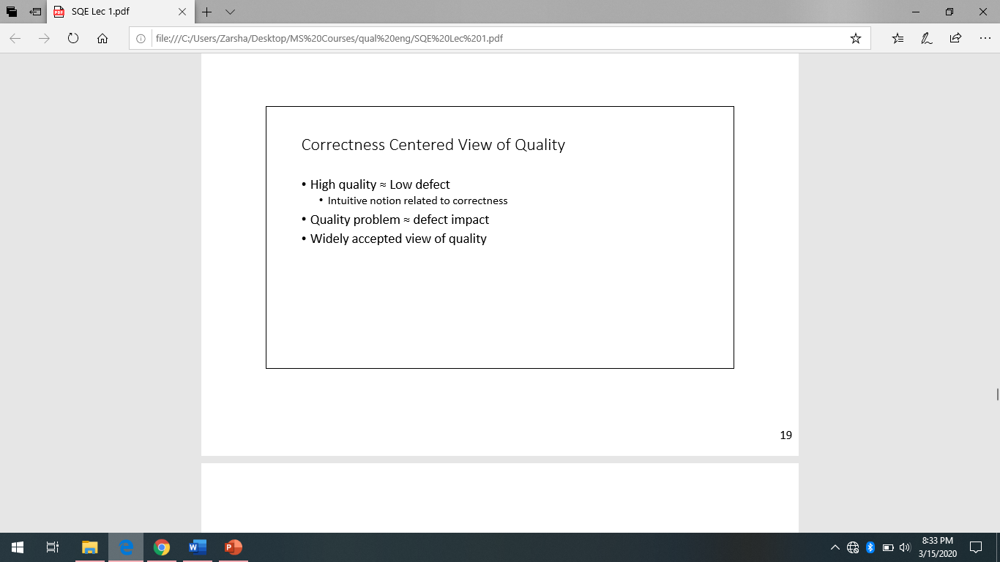 SQE Lec 1.pdf
file:///C:/Users/Zarsha/Desktop/MS%20Courses/qual%20eng/SQE%20Lec%201.pdf
Correctness Centered View of Quality
• High quality ≈ Low defect
• Intuitive notion related to correctness
• Quality problem ≈ defect impact
• Widely accepted view of quality
19
8:33 PM
3/15/2020